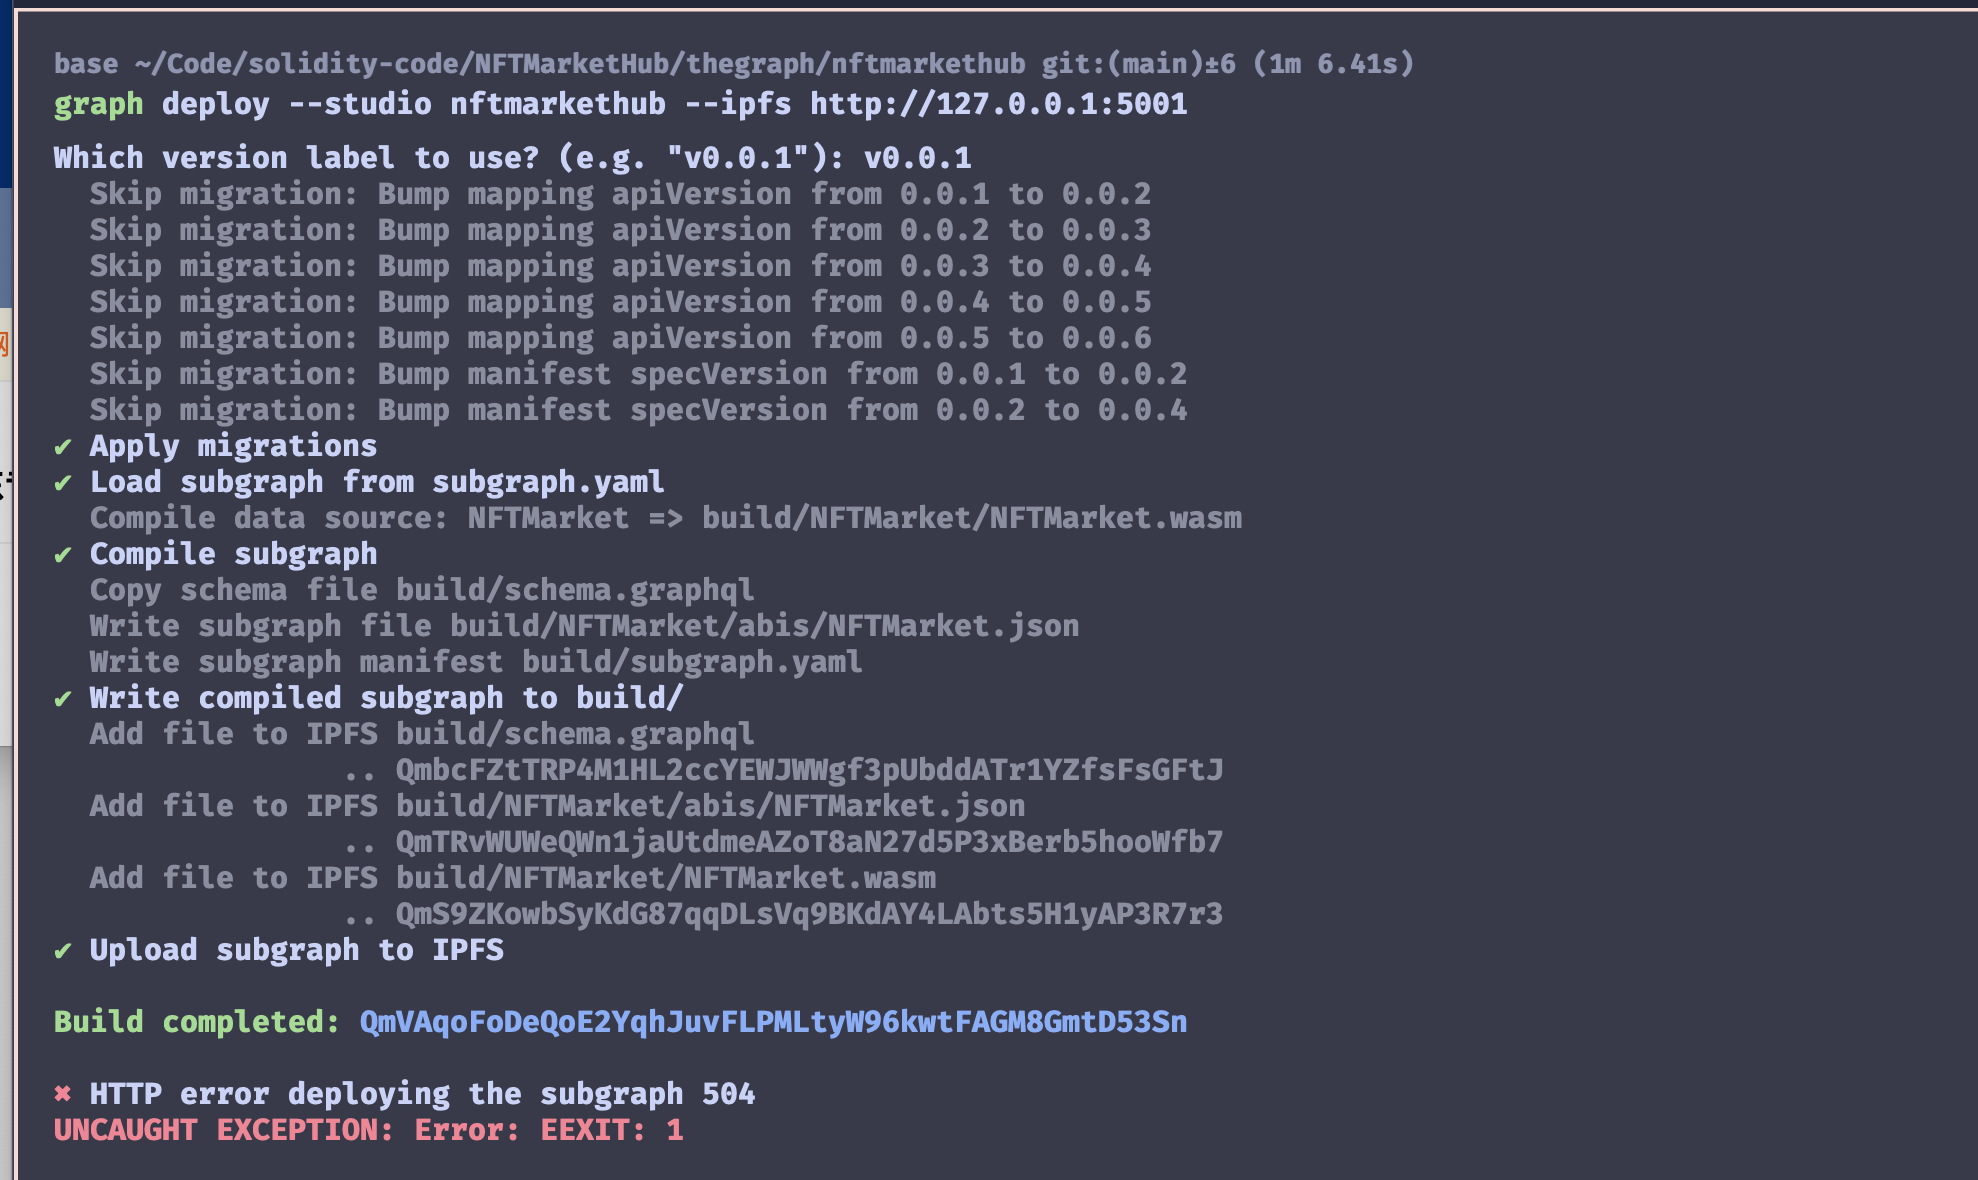 base ~/Code/solidity-code/NFTMarketHub/thegraph/nftmarkethub git:(main)±6 (1m 6.41s)
graph deploy --studio nftmarkethub --ipfs http://127.0.0.1:5001
Which version label to use? (e.g. "v0.0.1"): v0.0.1
Skip migration: Bump mapping apiVersion from 0.0.1 to 0.0.2
Skip migration: Bump mapping apiVersion from 0.0.2 to 0.0.3
Skip migration: Bump mapping apiVersion from 0.0.3 to 0.0.4
Skip migration: Bump mapping apiVersion from 0.0.4 to 0.0.5
Skip migration: Bump mapping apiVersion from 0.0.5 to 0.0.6
Skip migration: Bump manifest specVersion from 0.0.1 to 0.0.2
Skip migration: Bump manifest specVersion from 0.0.2 to 0.0.4
✔ Apply migrations
✔ Load subgraph from subgraph.yaml
Compile data source: NFTMarket => build/NFTMarket/NFTMarket.wasm
✔ Compile subgraph
Copy schema file build/schema.graphql
Write subgraph file build/NFTMarket/abis/NFTMarket.json
Write subgraph manifest build/subgraph.yaml
✔ Write compiled subgraph to build/
Add file to IPFS build/schema.graphql
.. QmbcFZtTRP4M1HL2ccYEWJWWgf3pUbddATr1YZfsFsGFtJ
Add file to IPFS build/NFTMarket/abis/NFTMarket.json
.. QmTRvWUWeQWn1jaUtdmeAZoT8aN27d5P3xBerb5hooWfb7
Add file to IPFS build/NFTMarket/NFTMarket.wasm
.. QmS9ZKowbSyKdG87qqDLsVq9BKdAY4LAbts5H1yAP3R7r3
✔ Upload subgraph to IPFS
Build completed: QmVAqoFoDeQoE2YqhJuvFLPMLtyW96kwtFAGM8GmtD53Sn
✖ HTTP error deploying the subgraph 504
UNCAUGHT EXCEPTION: Error: EEXIT: 1